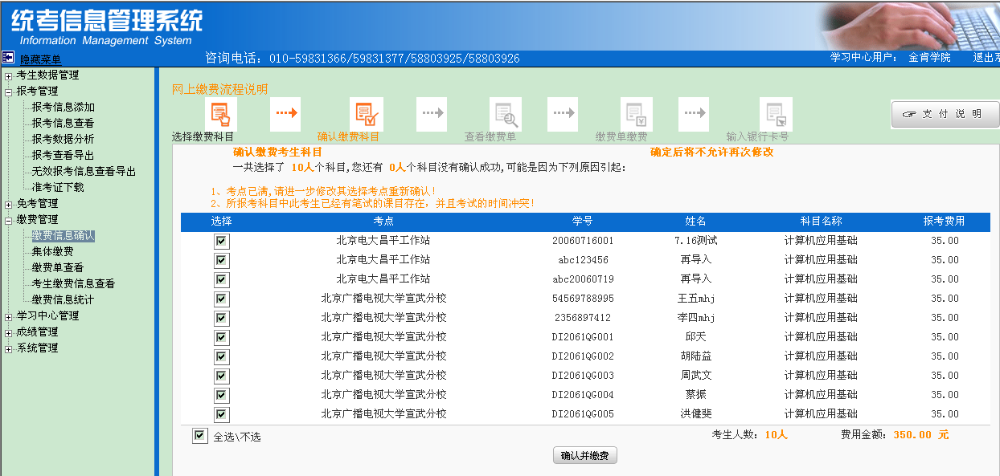 统考信息管理系统
Information Management System
隐藏菜单
咨询电话: 010-59831366/59831377/58803925/58803926
学习中心用户: 金肯学院 退出系
考生数据管理
报考管理
报考信息添加
报考信息查看
报考数据分析
报考查看导出
无效报考信息查看导出
准考证下载
免考管理
缴费管理
缴费信息确认
集体缴费
缴费单查看
考生缴费信息查看
缴费信息统计
学习中心管理
成绩管理
系统管理
网上缴费流程说明
选择缴费科目 确认缴费科目 查看缴费单 缴费单缴费 输入银行卡号
支 付 说 明
确认缴费考生科目 确定后将不允许再次修改
一共选择了 10人个科目,您还有 0人个科目没有确认成功,可能是因为下列原因引起:
1、考点已满,请进一步修改其选择考点重新确认!
2、所报考科目中此考生已经有笔试的课目存在, 并且考试的时间冲突!
选择 考点 学号 姓名 科目名称 报考费用
北京电大昌平工作站 20060716001 7.16测试 计算机应用基础 35.00
北京电大昌平工作站 abc123456 再导入 计算机应用基础 35.00
北京电大昌平工作站 abc20060719 再导入 计算机应用基础 35.00
北京广播电视大学宣武分校 54569788995 王五mhj 计算机应用基础 35.00
北京广播电视大学宣武分校 2356897412 李四mhj 计算机应用基础 35.00
北京广播电视大学宣武分校 DI2061QG001 邱天 计算机应用基础 35.00
北京广播电视大学宣武分校 DI2061QG002 胡陆益 计算机应用基础 35.00
北京广播电视大学宣武分校 DI2061QG003 周武文 计算机应用基础 35.00
北京广播电视大学宣武分校 DI2061QG004 蔡振 计算机应用基础 35.00
北京广播电视大学宣武分校 DI2061QG005 洪健斐 计算机应用基础 35.00
全选\不选 考生人数: 10人 费用金额: 350.00 元
确认并缴费